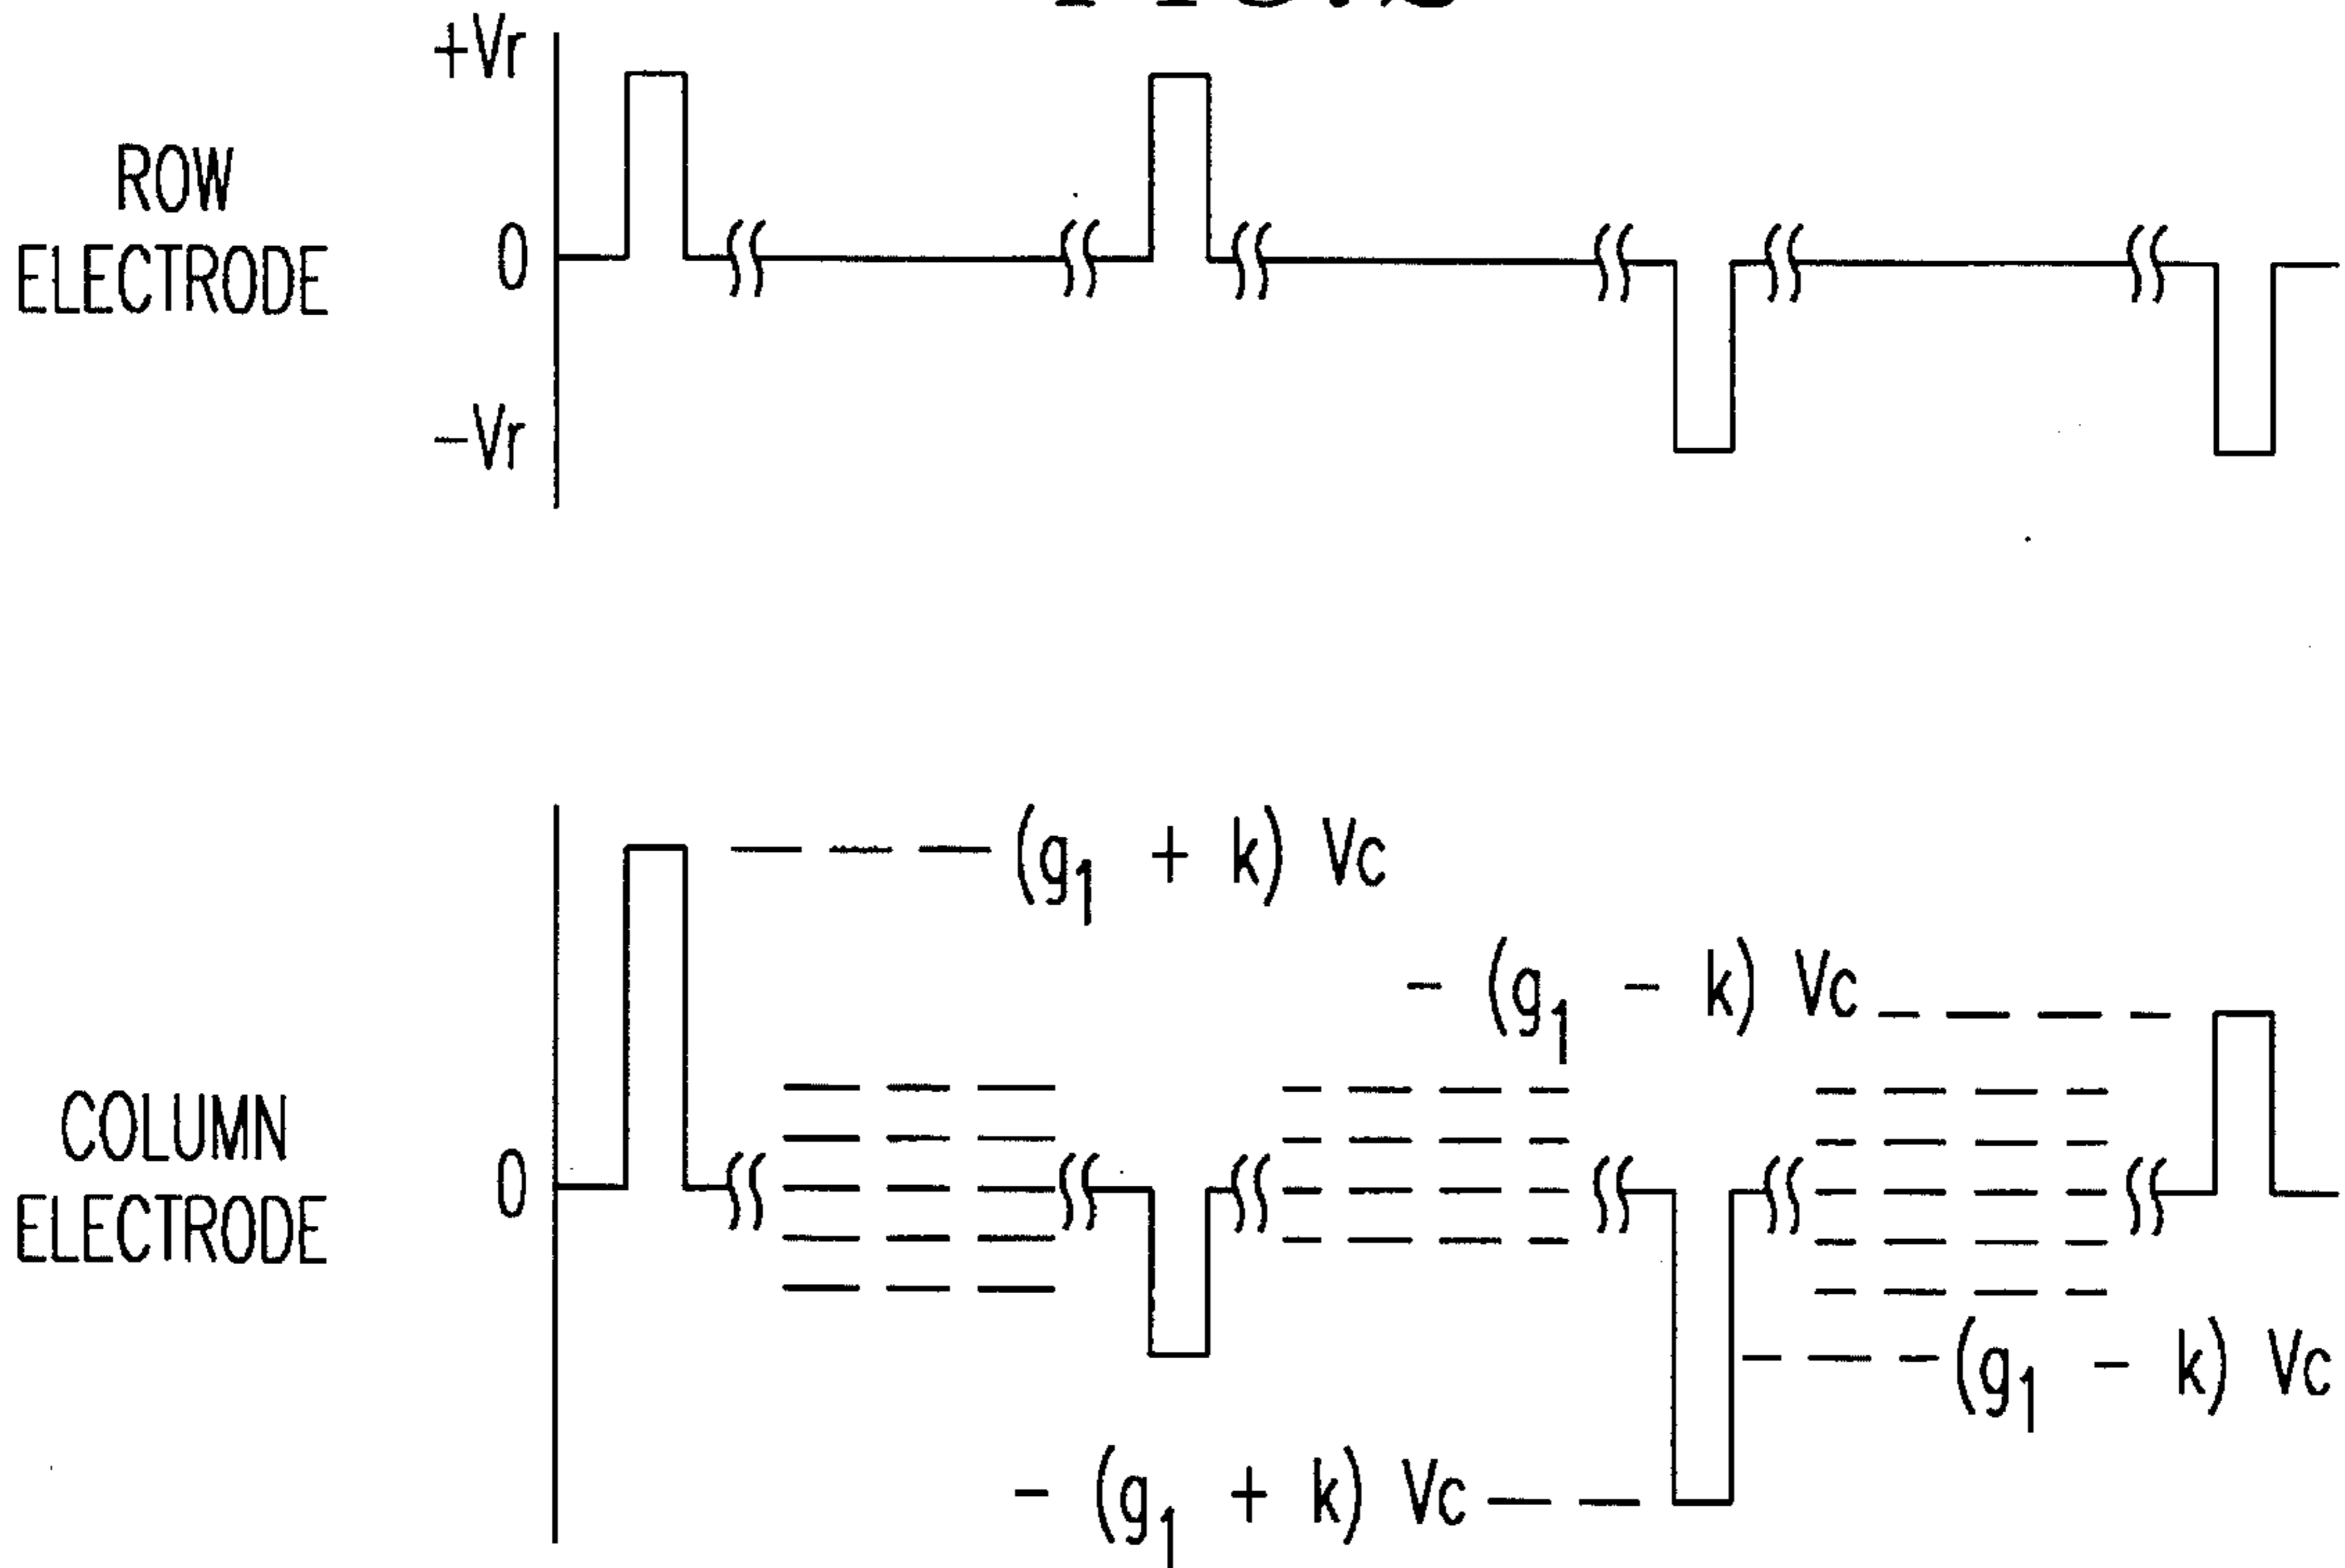 +Vr
ROW
ELECTRODE
0
−Vr
(g₁ + k) Vc
− (g₁ − k) Vc
COLUMN
ELECTRODE
0
(g₁ − k) Vc
− (g₁ + k) Vc